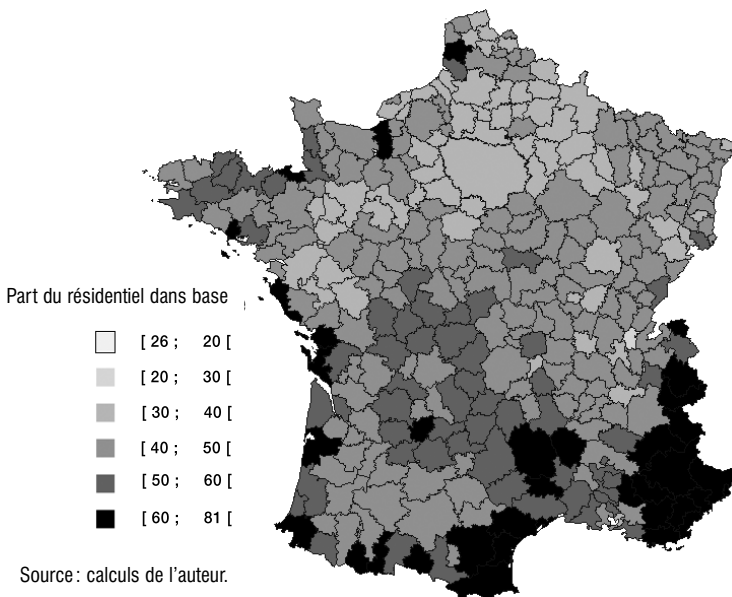 Part du résidentiel dans base
[ 26 ; 20 [
[ 20 ; 30 [
[ 30 ; 40 [
[ 40 ; 50 [
[ 50 ; 60 [
[ 60 ; 81 [
Source : calculs de l'auteur.